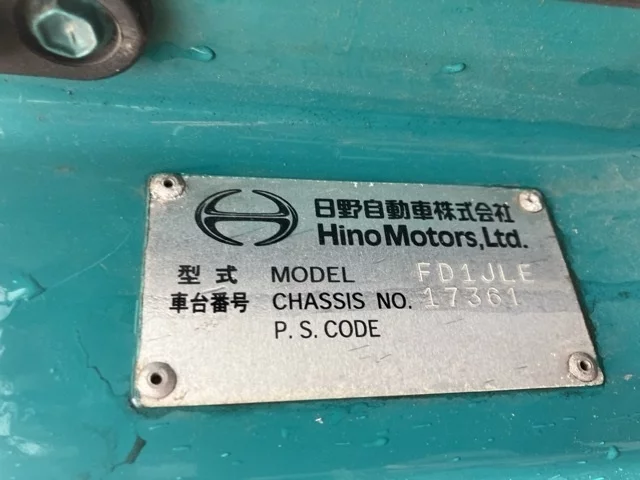 日野自動車株式会社
Hino Motors, Ltd.
型式 MODEL FD1JLE
車台番号 CHASSIS NO. 17361
P. S. CODE